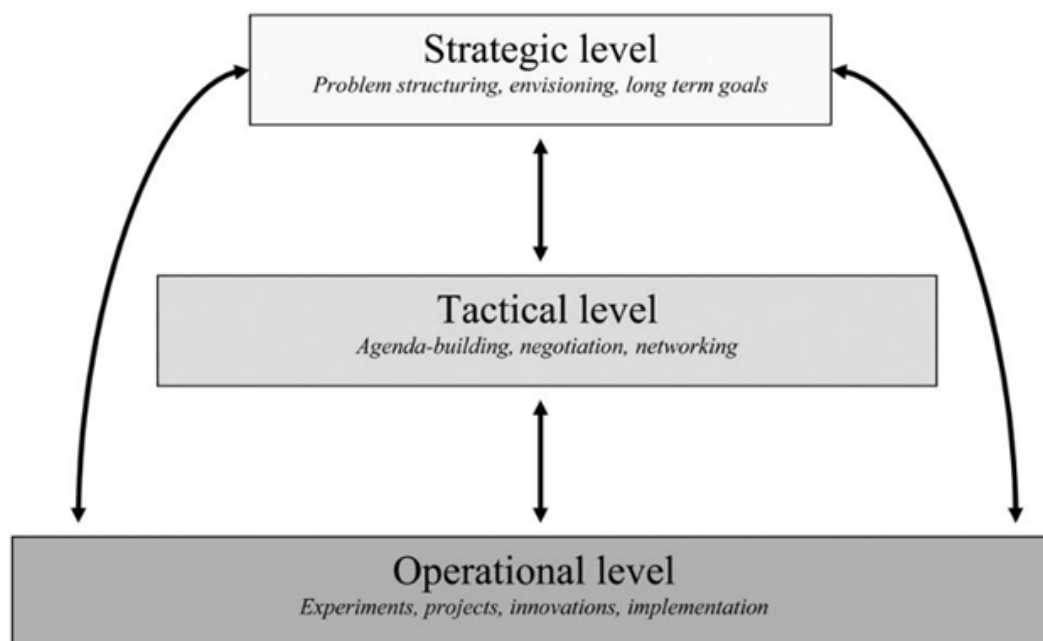 Strategic level
Problem structuring, envisioning, long term goals
Tactical level
Agenda-building, negotiation, networking
Operational level
Experiments, projects, innovations, implementation